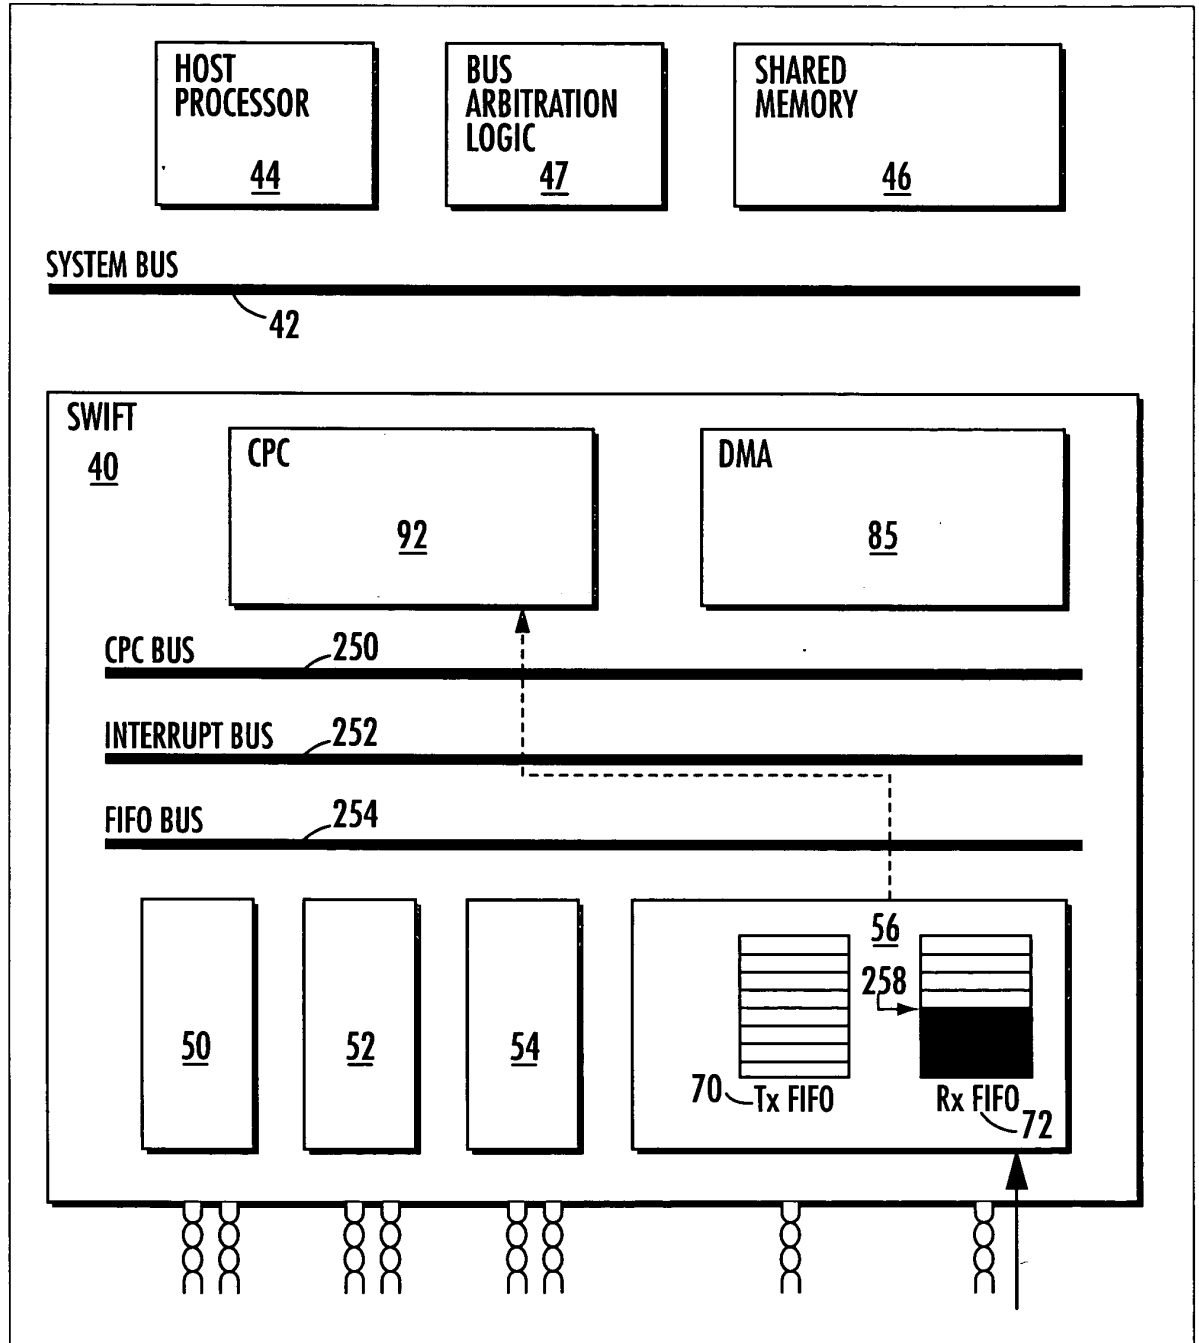 HOST
PROCESSOR
44
BUS
ARBITRATION
LOGIC
47
SHARED
MEMORY
46
SYSTEM BUS
42
SWIFT
40
CPC
92
DMA
85
CPC BUS
250
INTERRUPT BUS
252
FIFO BUS
254
50
52
54
56
258
70
Tx FIFO
Rx FIFO
72